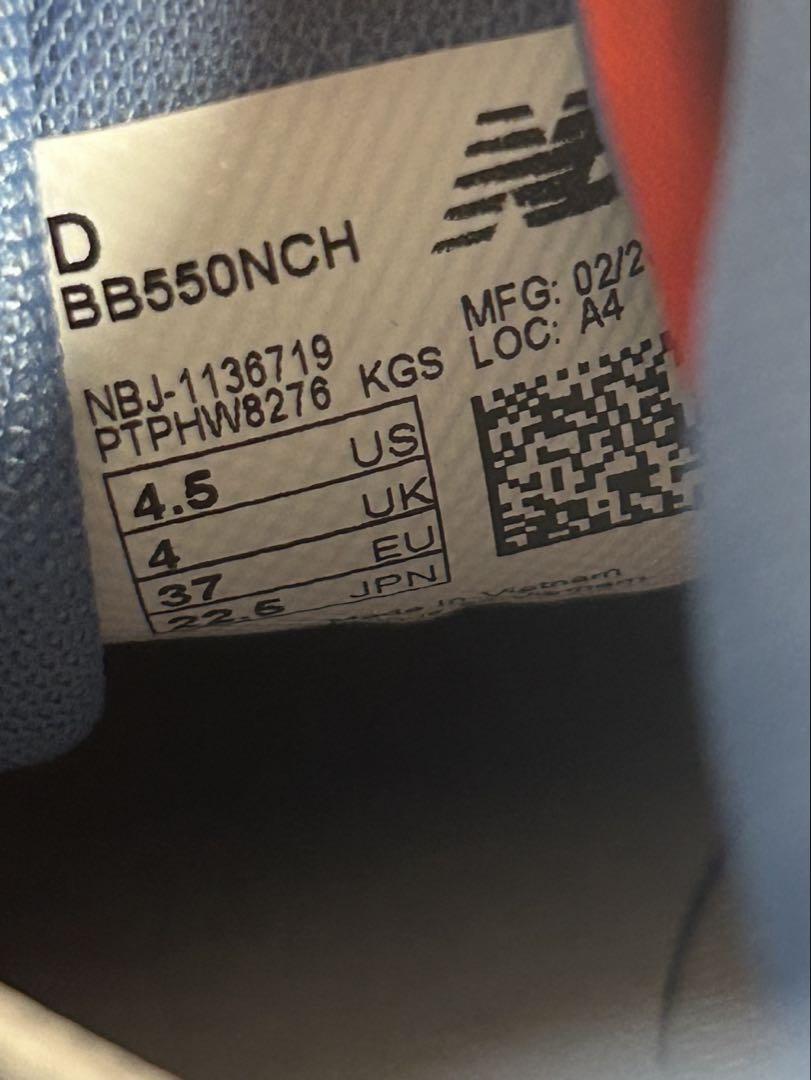 D
BB550NCH
NBJ-1136719
PTPHW8276 KGS
4.5 US
4 UK
37 EU
22.5 JPN
MFG: 02/2
LOC: A4
Made in Vietnam